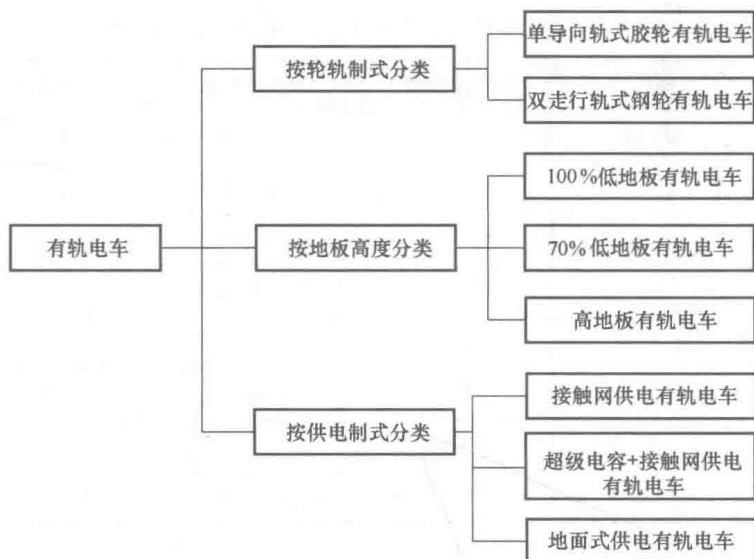 有轨电车
按轮轨制式分类
单导向轨式胶轮有轨电车
双走行轨式钢轮有轨电车
按地板高度分类
100%低地板有轨电车
70%低地板有轨电车
高地板有轨电车
按供电制式分类
接触网供电有轨电车
超级电容+接触网供电
有轨电车
地面式供电有轨电车